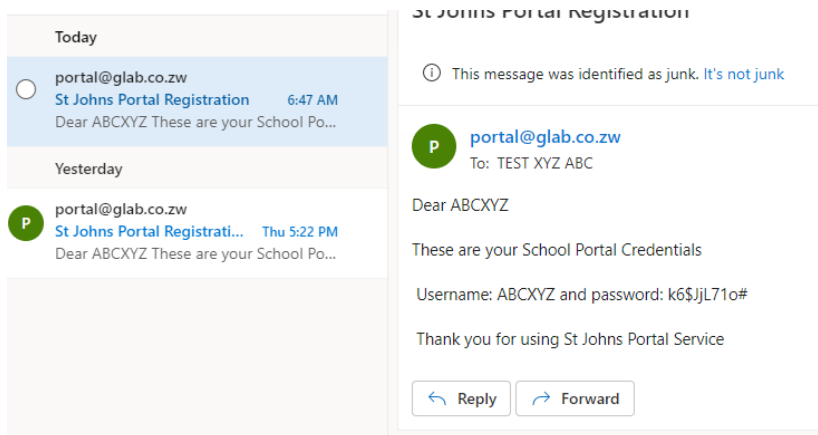 Today
portal@glab.co.zw
St Johns Portal Registration 6:47 AM
Dear ABCXYZ These are your School Po...
Yesterday
P
portal@glab.co.zw
St Johns Portal Registrati... Thu 5:22 PM
Dear ABCXYZ These are your School Po...
St Johns Portal Registration
This message was identified as junk. It's not junk
P
portal@glab.co.zw
To: TEST XYZ ABC
Dear ABCXYZ
These are your School Portal Credentials
Username: ABCXYZ and password: k6$JjL71o#
Thank you for using St Johns Portal Service
Reply
Forward